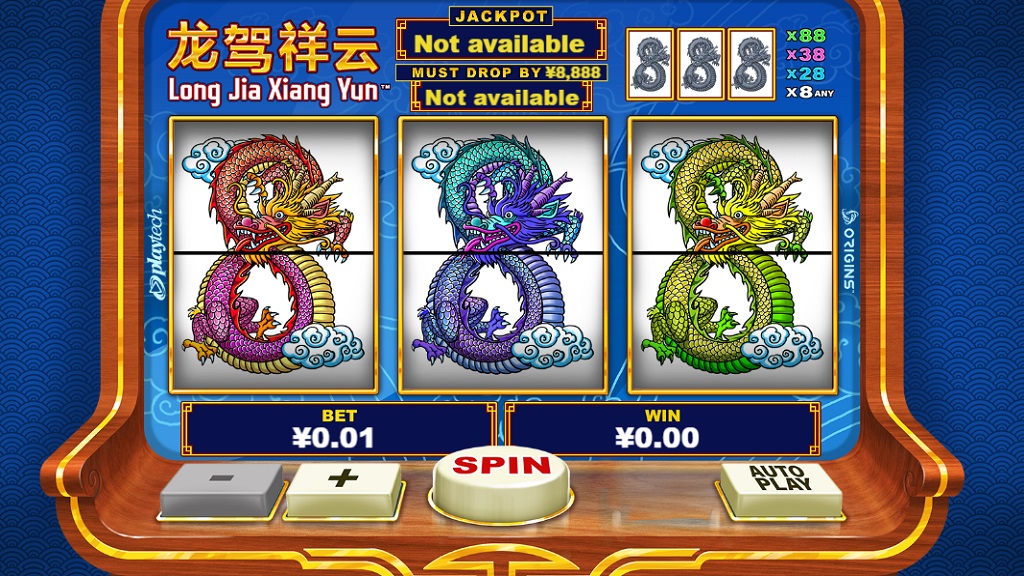 龙驾祥云
Long Jia Xiang Yun™
JACKPOT
Not available
MUST DROP BY ¥8,888
Not available
x88
x38
x28
x8 ANY
playtech
ORIGINS™
BET
¥0.01
WIN
¥0.00
-
+
SPIN
AUTO
PLAY